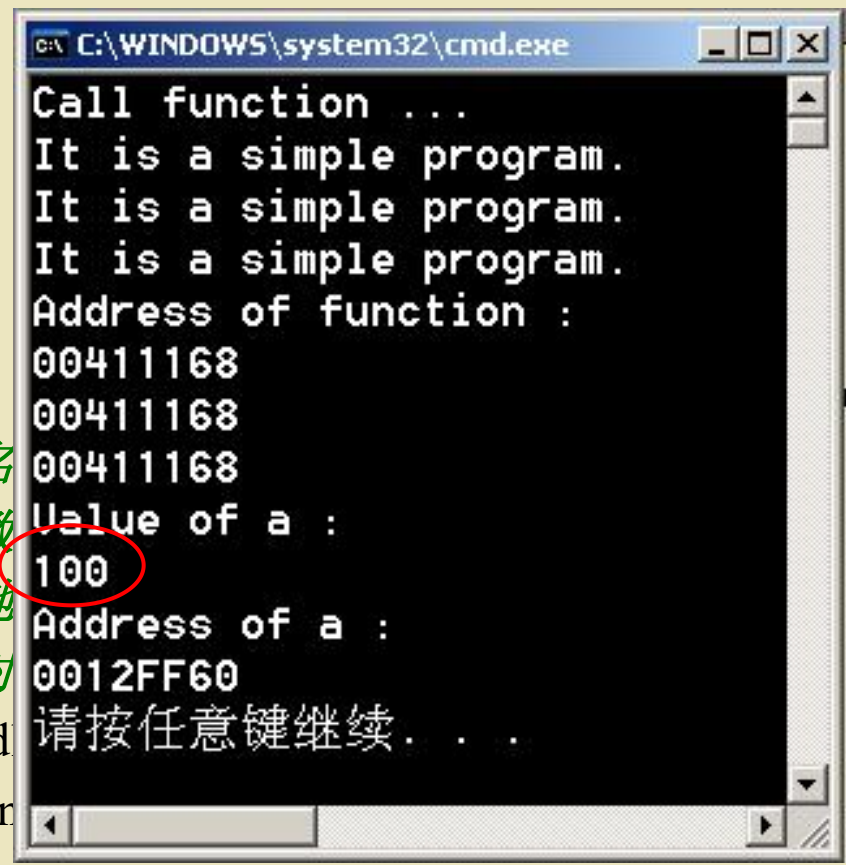 C:\WINDOWS\system32\cmd.exe
Call function ...
It is a simple program.
It is a simple program.
It is a simple program.
Address of function :
00411168
00411168
00411168
Value of a :
100
Address of a :
0012FF60
请按任意键继续. . .